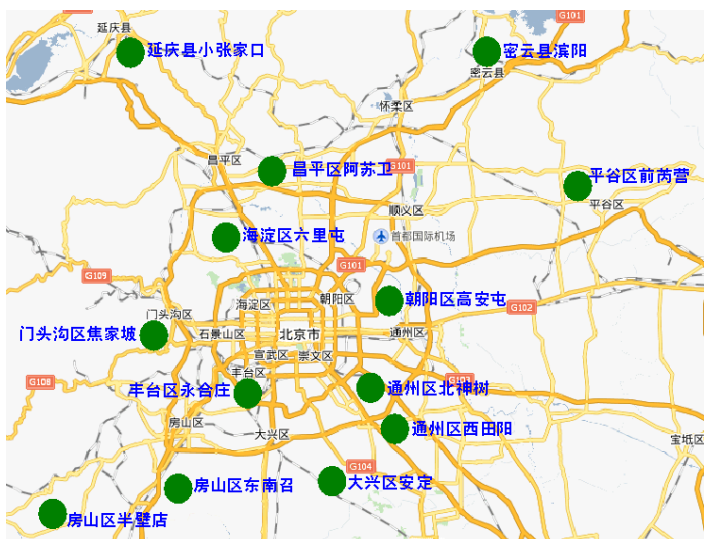 G101
延庆县
延庆县小张家口
密云县滨阳
密云县
怀柔区
昌平区
昌平区阿苏卫
G101
平谷区前芮营
平谷区
顺义区
海淀区六里屯
首都国际机场
G101
G109
海淀区
朝阳区
朝阳区高安屯
G102
门头沟区
门头沟区焦家坡
石景山区
北京市
通州区
宣武区
崇文区
丰台区
G108
G103
丰台区永合庄
通州区北神树
房山区
大兴区
通州区西田阳
宝坻区
G104
房山区东南召
大兴区安定
房山区半壁店